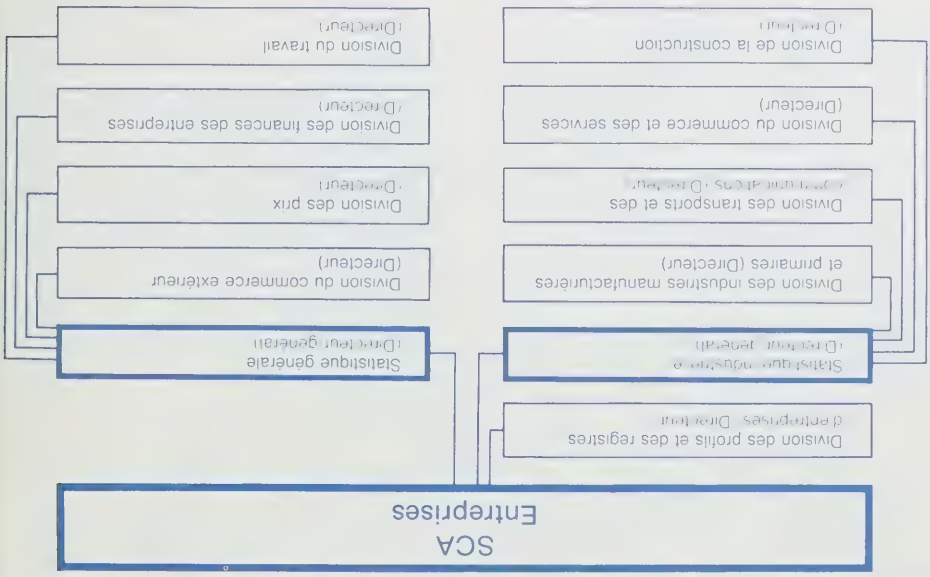 SCA
Entreprises
Division des profils et des registres
d'entreprises (Directeur)
Statistique industrielle
(Directeur général)
Division des industries manufacturières
et primaires (Directeur)
Division des transports et des
communications (Directeur)
Division du commerce et des services
(Directeur)
Division de la construction
(Directeur)
Statistique générale
(Directeur général)
Division du commerce extérieur
(Directeur)
Division des prix
(Directeur)
Division des finances des entreprises
(Directeur)
Division du travail
(Directeur)